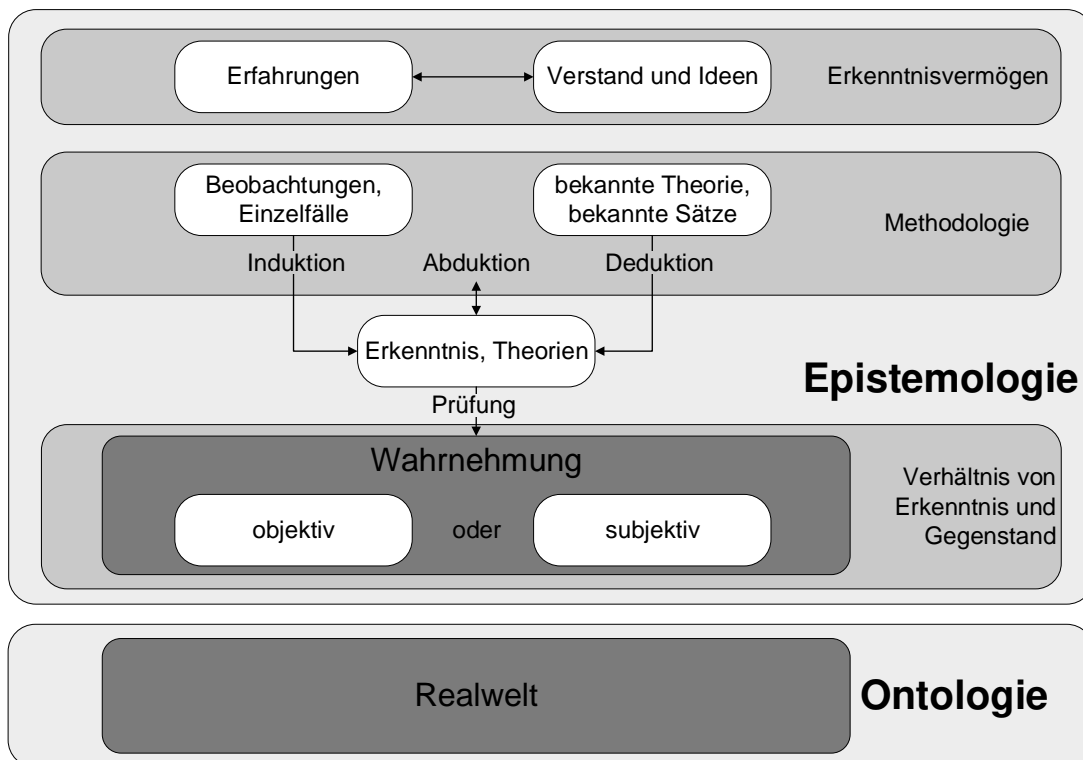 Erfahrungen
Verstand und Ideen
Erkenntnisvermögen
Beobachtungen,
Einzelfälle
bekannte Theorie,
bekannte Sätze
Methodologie
Induktion
Abduktion
Deduktion
Erkenntnis, Theorien
Epistemologie
Prüfung
Wahrnehmung
objektiv
oder
subjektiv
Verhältnis von
Erkenntnis und
Gegenstand
Realwelt
Ontologie